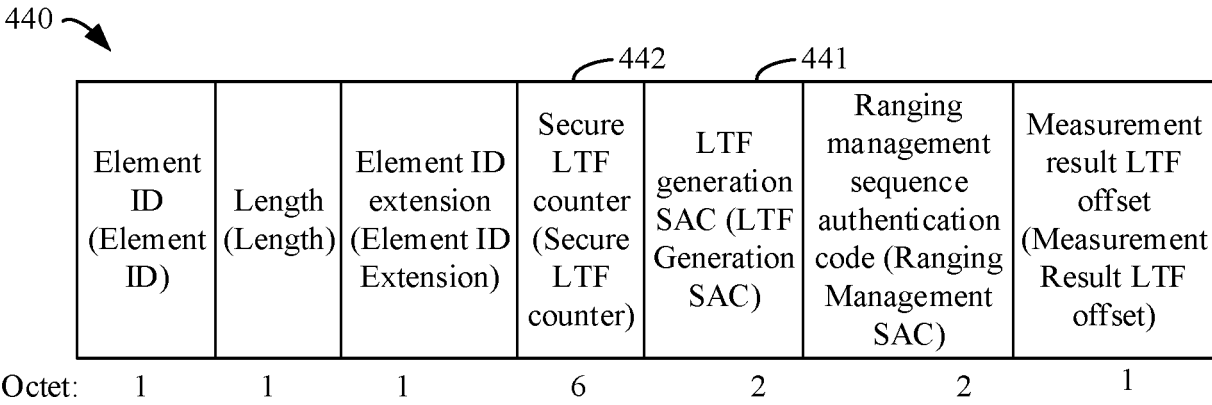 440
442
441
Element
ID
(Element
ID)
Length
(Length)
Element ID
extension
(Element ID
Extension)
Secure
LTF
counter
(Secure
LTF
counter)
LTF
generation
SAC (LTF
Generation
SAC)
Ranging
management
sequence
authentication
code (Ranging
Management
SAC)
Measurement
result LTF
offset
(Measurement
Result LTF
offset)
Octet: 1 1 1 6 2 2 1